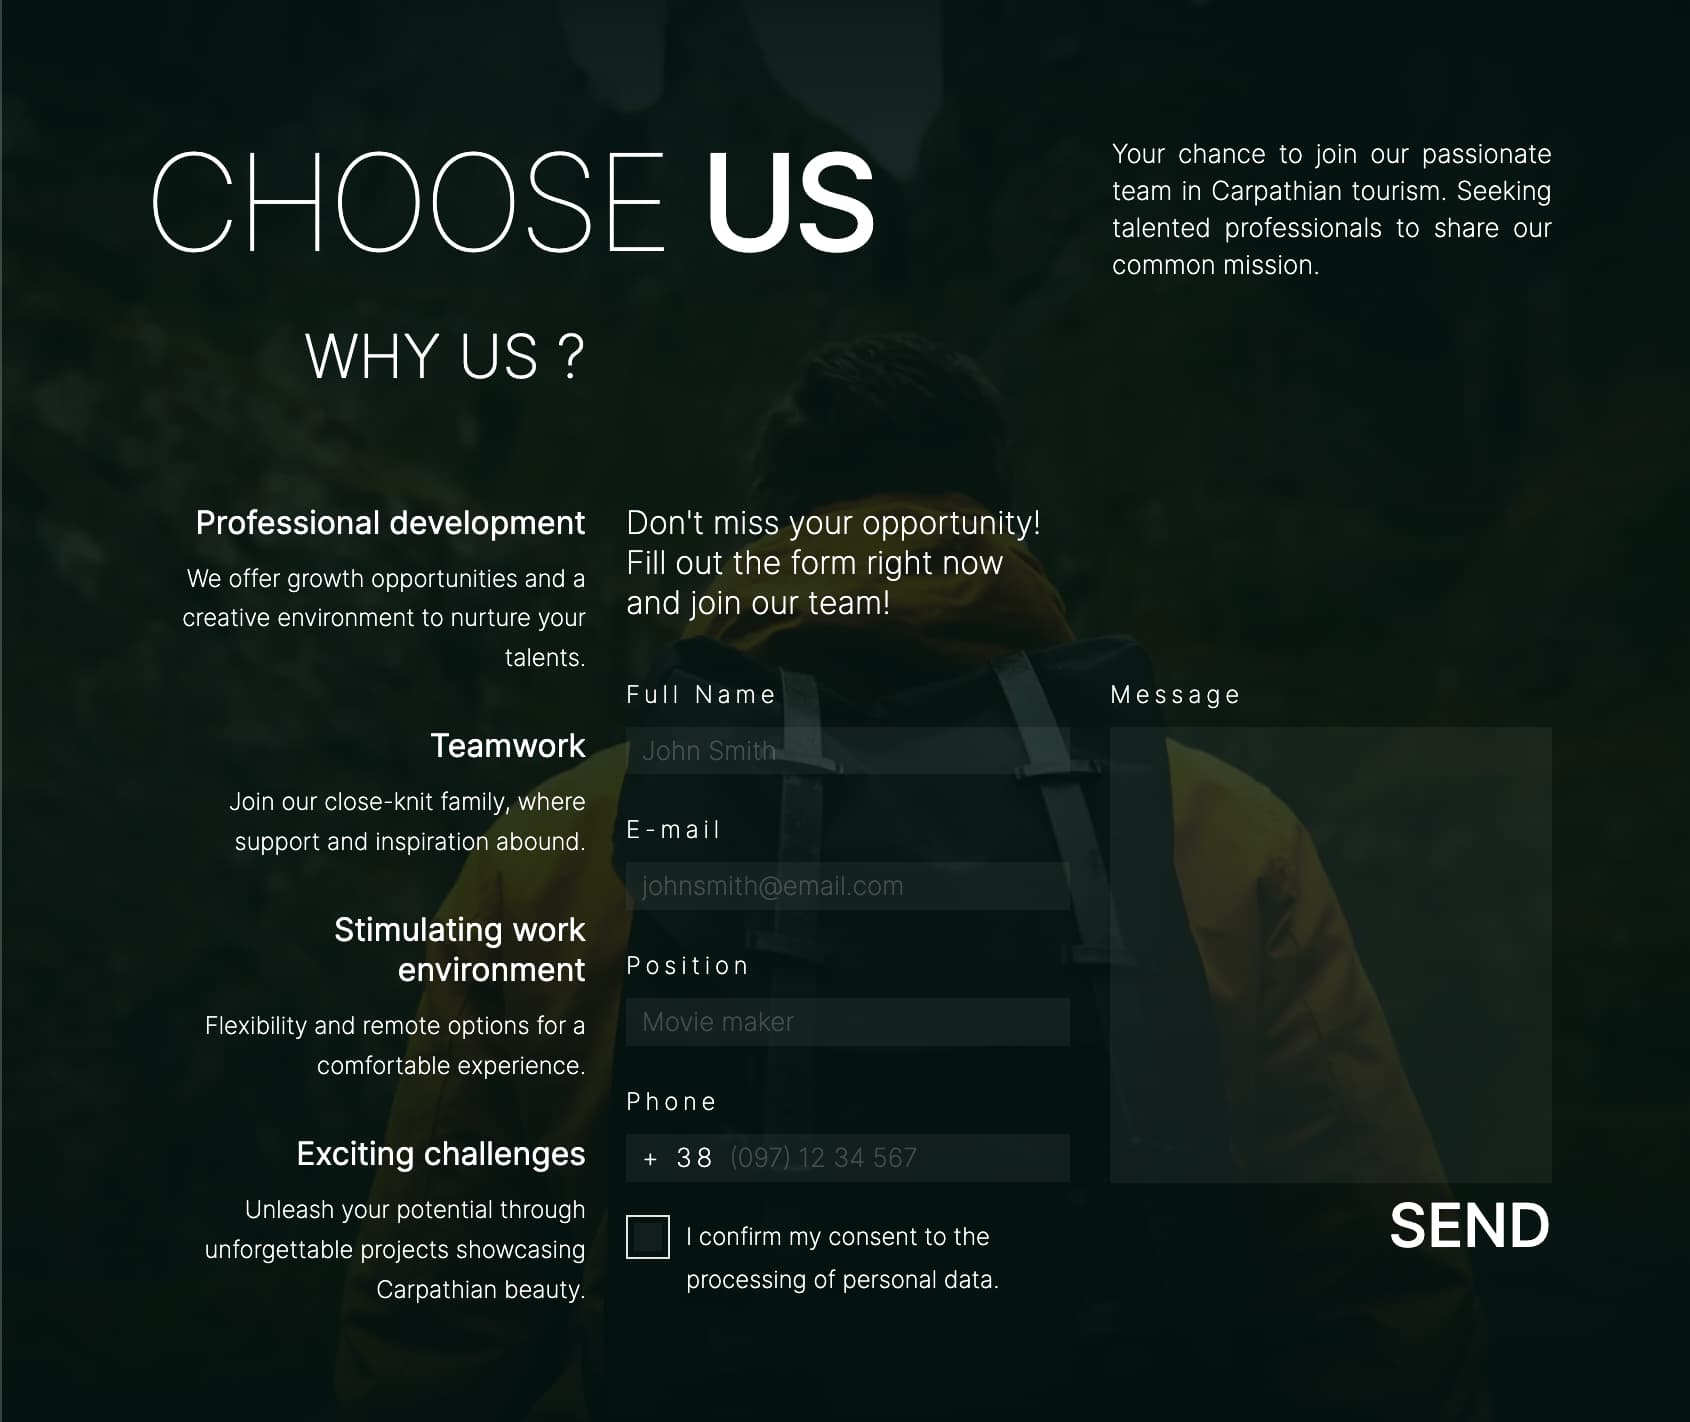 CHOOSE US
Your chance to join our passionate
team in Carpathian tourism. Seeking
talented professionals to share our
common mission.
WHY US ?
Professional development
We offer growth opportunities and a
creative environment to nurture your
talents.
Teamwork
Join our close-knit family, where
support and inspiration abound.
Stimulating work
environment
Flexibility and remote options for a
comfortable experience.
Exciting challenges
Unleash your potential through
unforgettable projects showcasing
Carpathian beauty.
Don't miss your opportunity!
Fill out the form right now
and join our team!
Full Name
John Smith
E-mail
johnsmith@email.com
Position
Movie maker
Phone
+ 38 (097) 12 34 567
I confirm my consent to the
processing of personal data.
Message
SEND